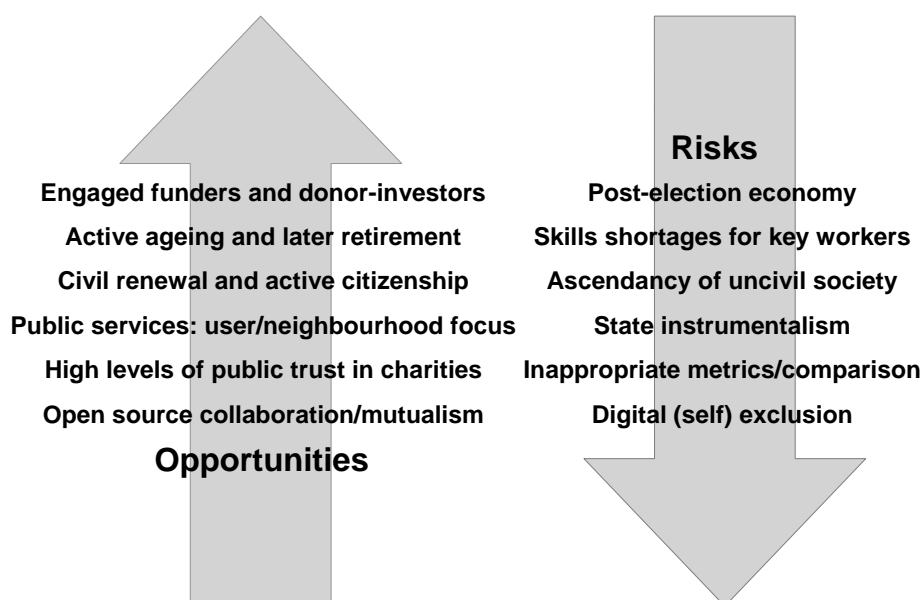 Engaged funders and donor-investors
Active ageing and later retirement
Civil renewal and active citizenship
Public services: user/neighbourhood focus
High levels of public trust in charities
Open source collaboration/mutualism
Opportunities
Risks
Post-election economy
Skills shortages for key workers
Ascendancy of uncivil society
State instrumentalism
Inappropriate metrics/comparison
Digital (self) exclusion